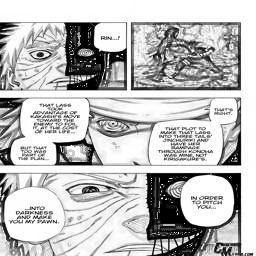 RIN...!
THAT LASS
TOOK
ADVANTAGE OF
KAKASHI'S MOVE
TOWARD THE
ENEMY TO FOIL
IT, AT THE COST
OF HER LIFE...
BUT THAT
TOO WAS
PART OF
THE PLAN...
THAT'S
RIGHT.
THAT PLOT TO
MAKE THAT LASS
INTO THREE TAILS'
JINCHURIKI AND
HAVE HER
RAMPAGE
THROUGH KONOHA
WAS MINE, NOT
KIRIGAKURE'S.
...INTO
DARKNESS
AND MAKE
YOU MY PAWN.
IN ORDER
TO PITCH
YOU...